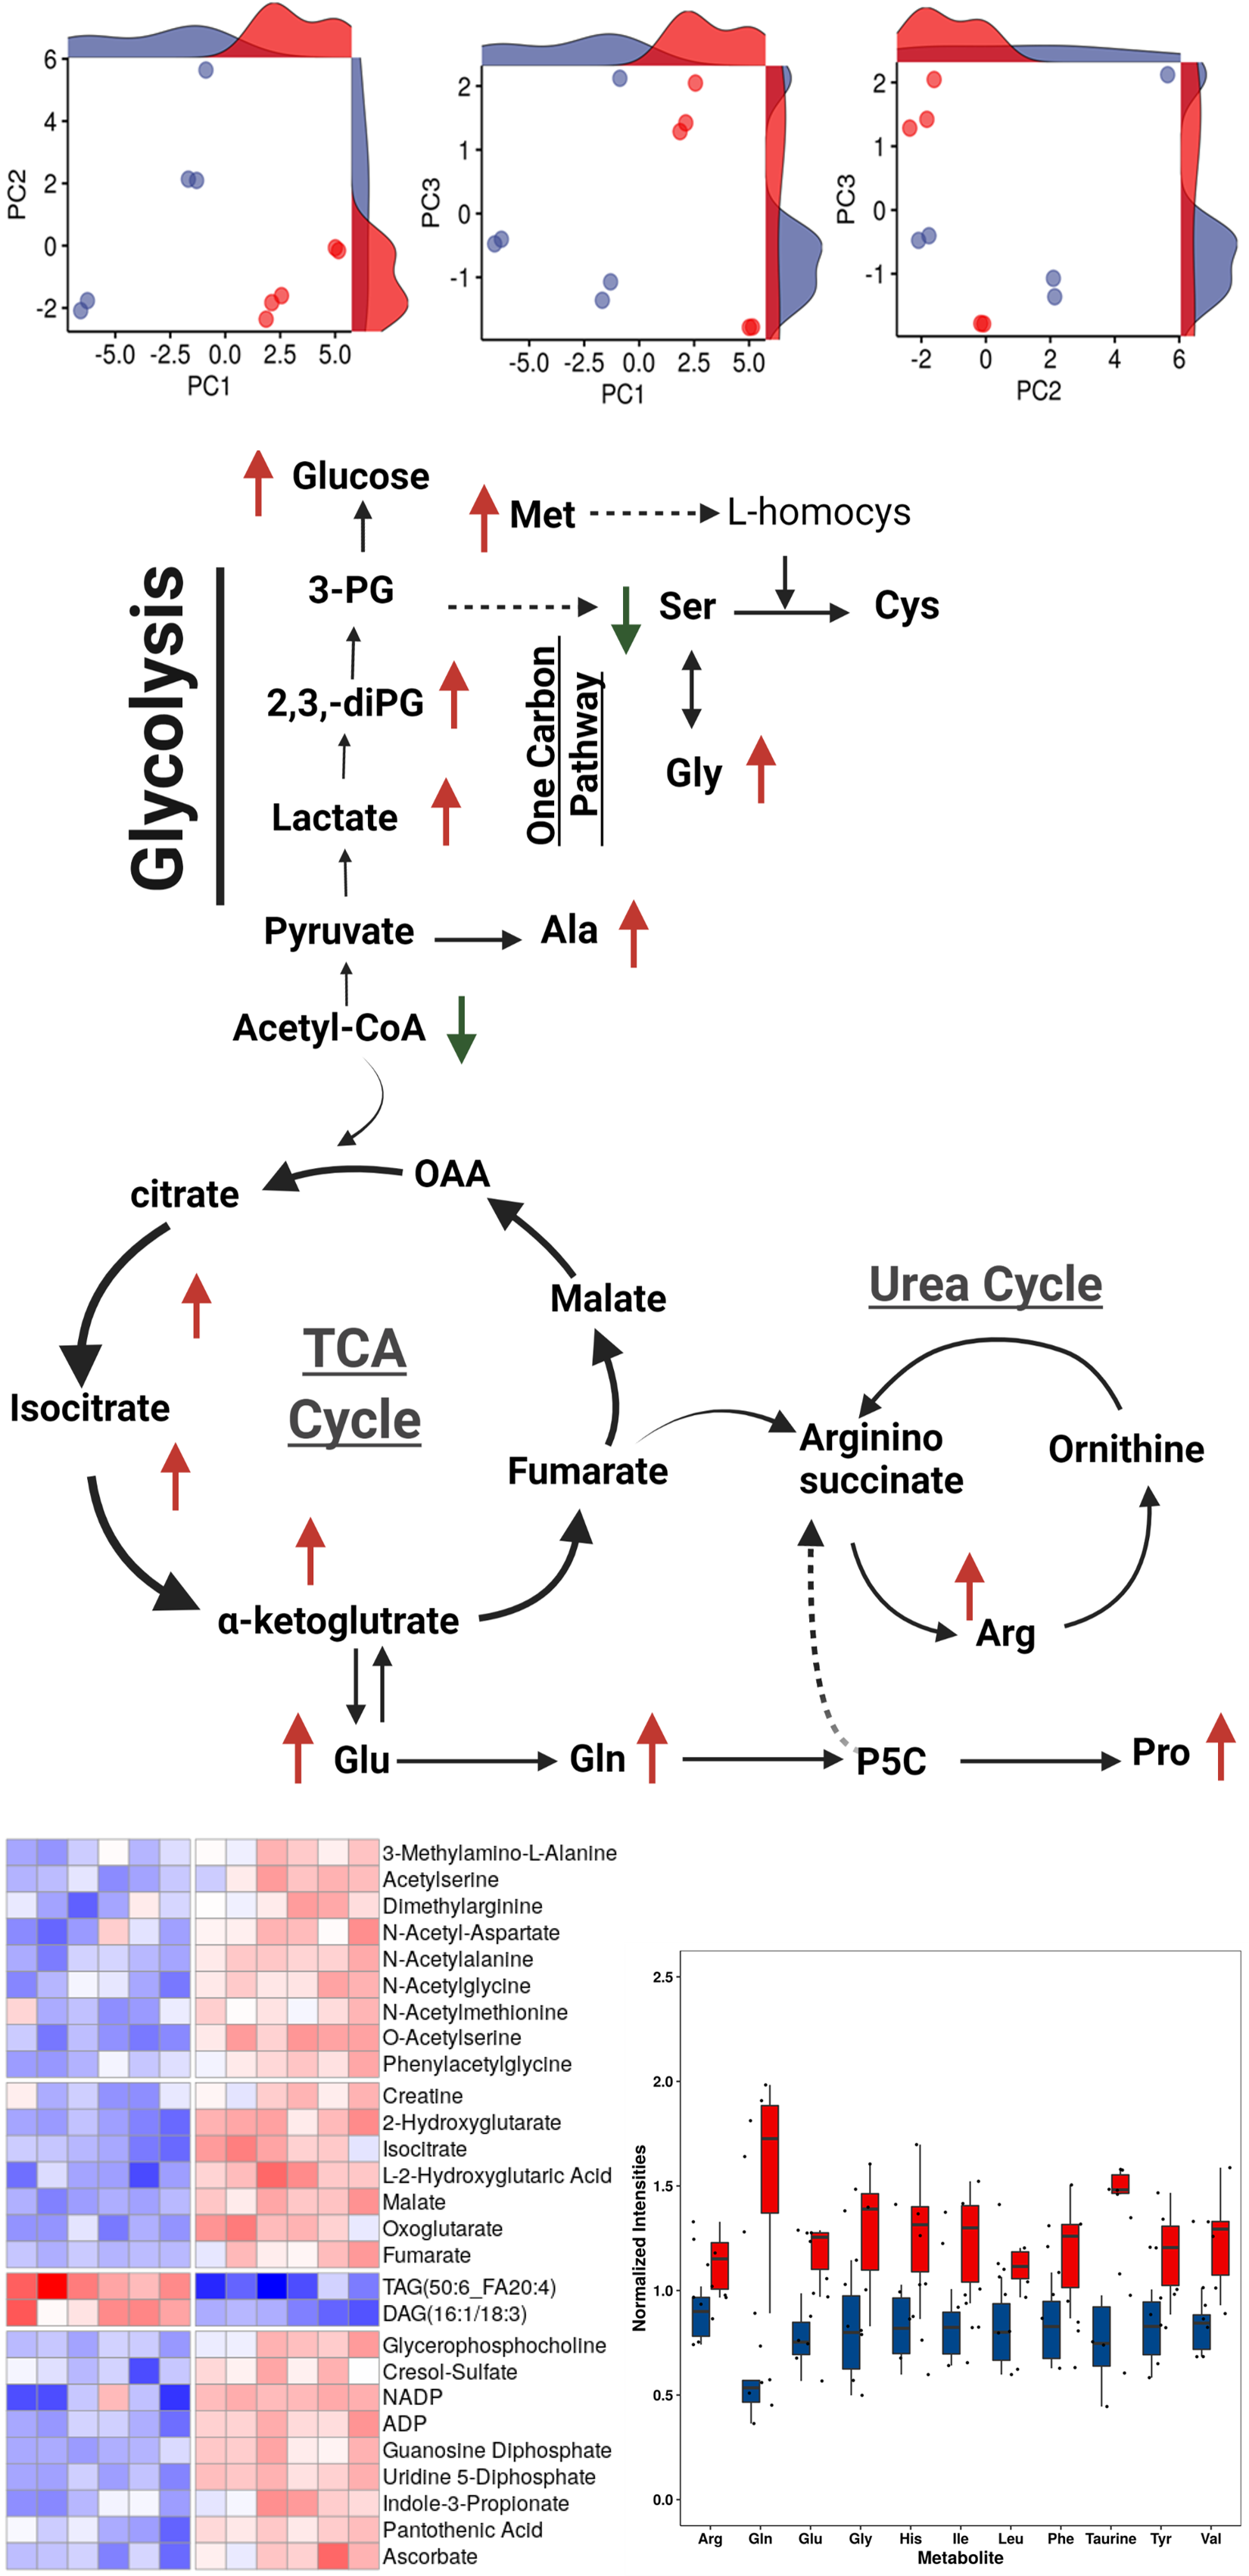 6
4
2
0
-2
PC2
-5.0 -2.5 0.0 2.5 5.0
PC1
2
1
0
-1
PC3
-5.0 -2.5 0.0 2.5 5.0
PC1
2
1
0
-1
PC3
-2 0 2 4 6
PC2
Glucose
Met
L-homocys
3-PG
Ser
Cys
Glycolysis
2,3,-diPG
One Carbon
Pathway
Gly
Lactate
Pyruvate
Ala
Acetyl-CoA
OAA
citrate
Malate
Urea Cycle
TCA
Cycle
Isocitrate
Fumarate
Arginino
succinate
Ornithine
α-ketoglutrate
Arg
Glu
Gln
P5C
Pro
3-Methylamino-L-Alanine
Acetylserine
Dimethylarginine
N-Acetyl-Aspartate
N-Acetylalanine
N-Acetylglycine
N-Acetylmethionine
O-Acetylserine
Phenylacetylglycine
Creatine
2-Hydroxyglutarate
Isocitrate
L-2-Hydroxyglutaric Acid
Malate
Oxoglutarate
Fumarate
TAG(50:6_FA20:4)
DAG(16:1/18:3)
Glycerophosphocholine
Cresol-Sulfate
NADP
ADP
Guanosine Diphosphate
Uridine 5-Diphosphate
Indole-3-Propionate
Pantothenic Acid
Ascorbate
2.5
2.0
1.5
1.0
0.5
0.0
Normalized Intensities
Arg Gln Glu Gly His Ile Leu Phe Taurine Tyr Val
Metabolite